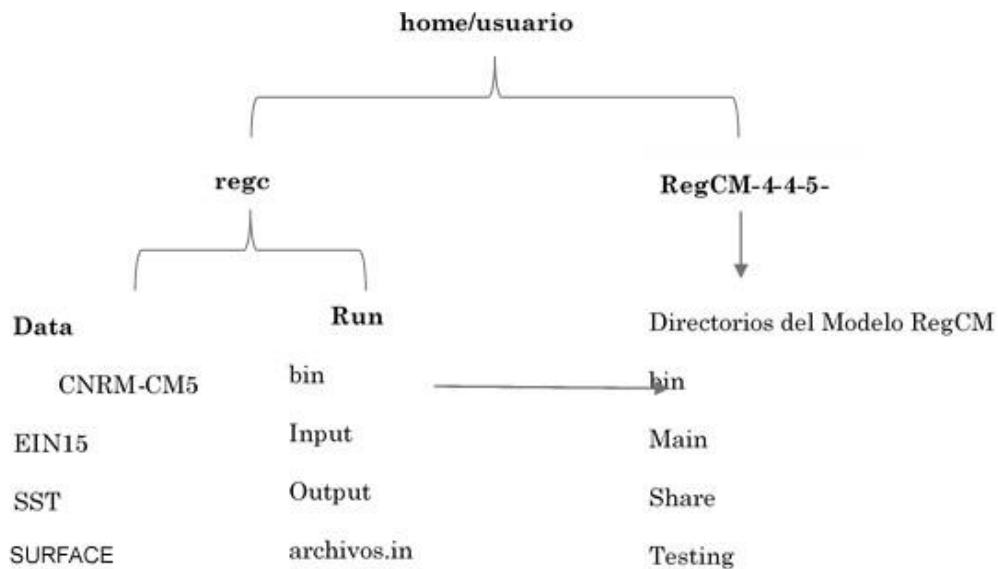 home/usuario
regc
RegCM-4-4-5-
Data
Run
Directorios del Modelo RegCM
CNRM-CM5
bin
bin
EIN15
Input
Main
SST
Output
Share
SURFACE
archivos.in
Testing